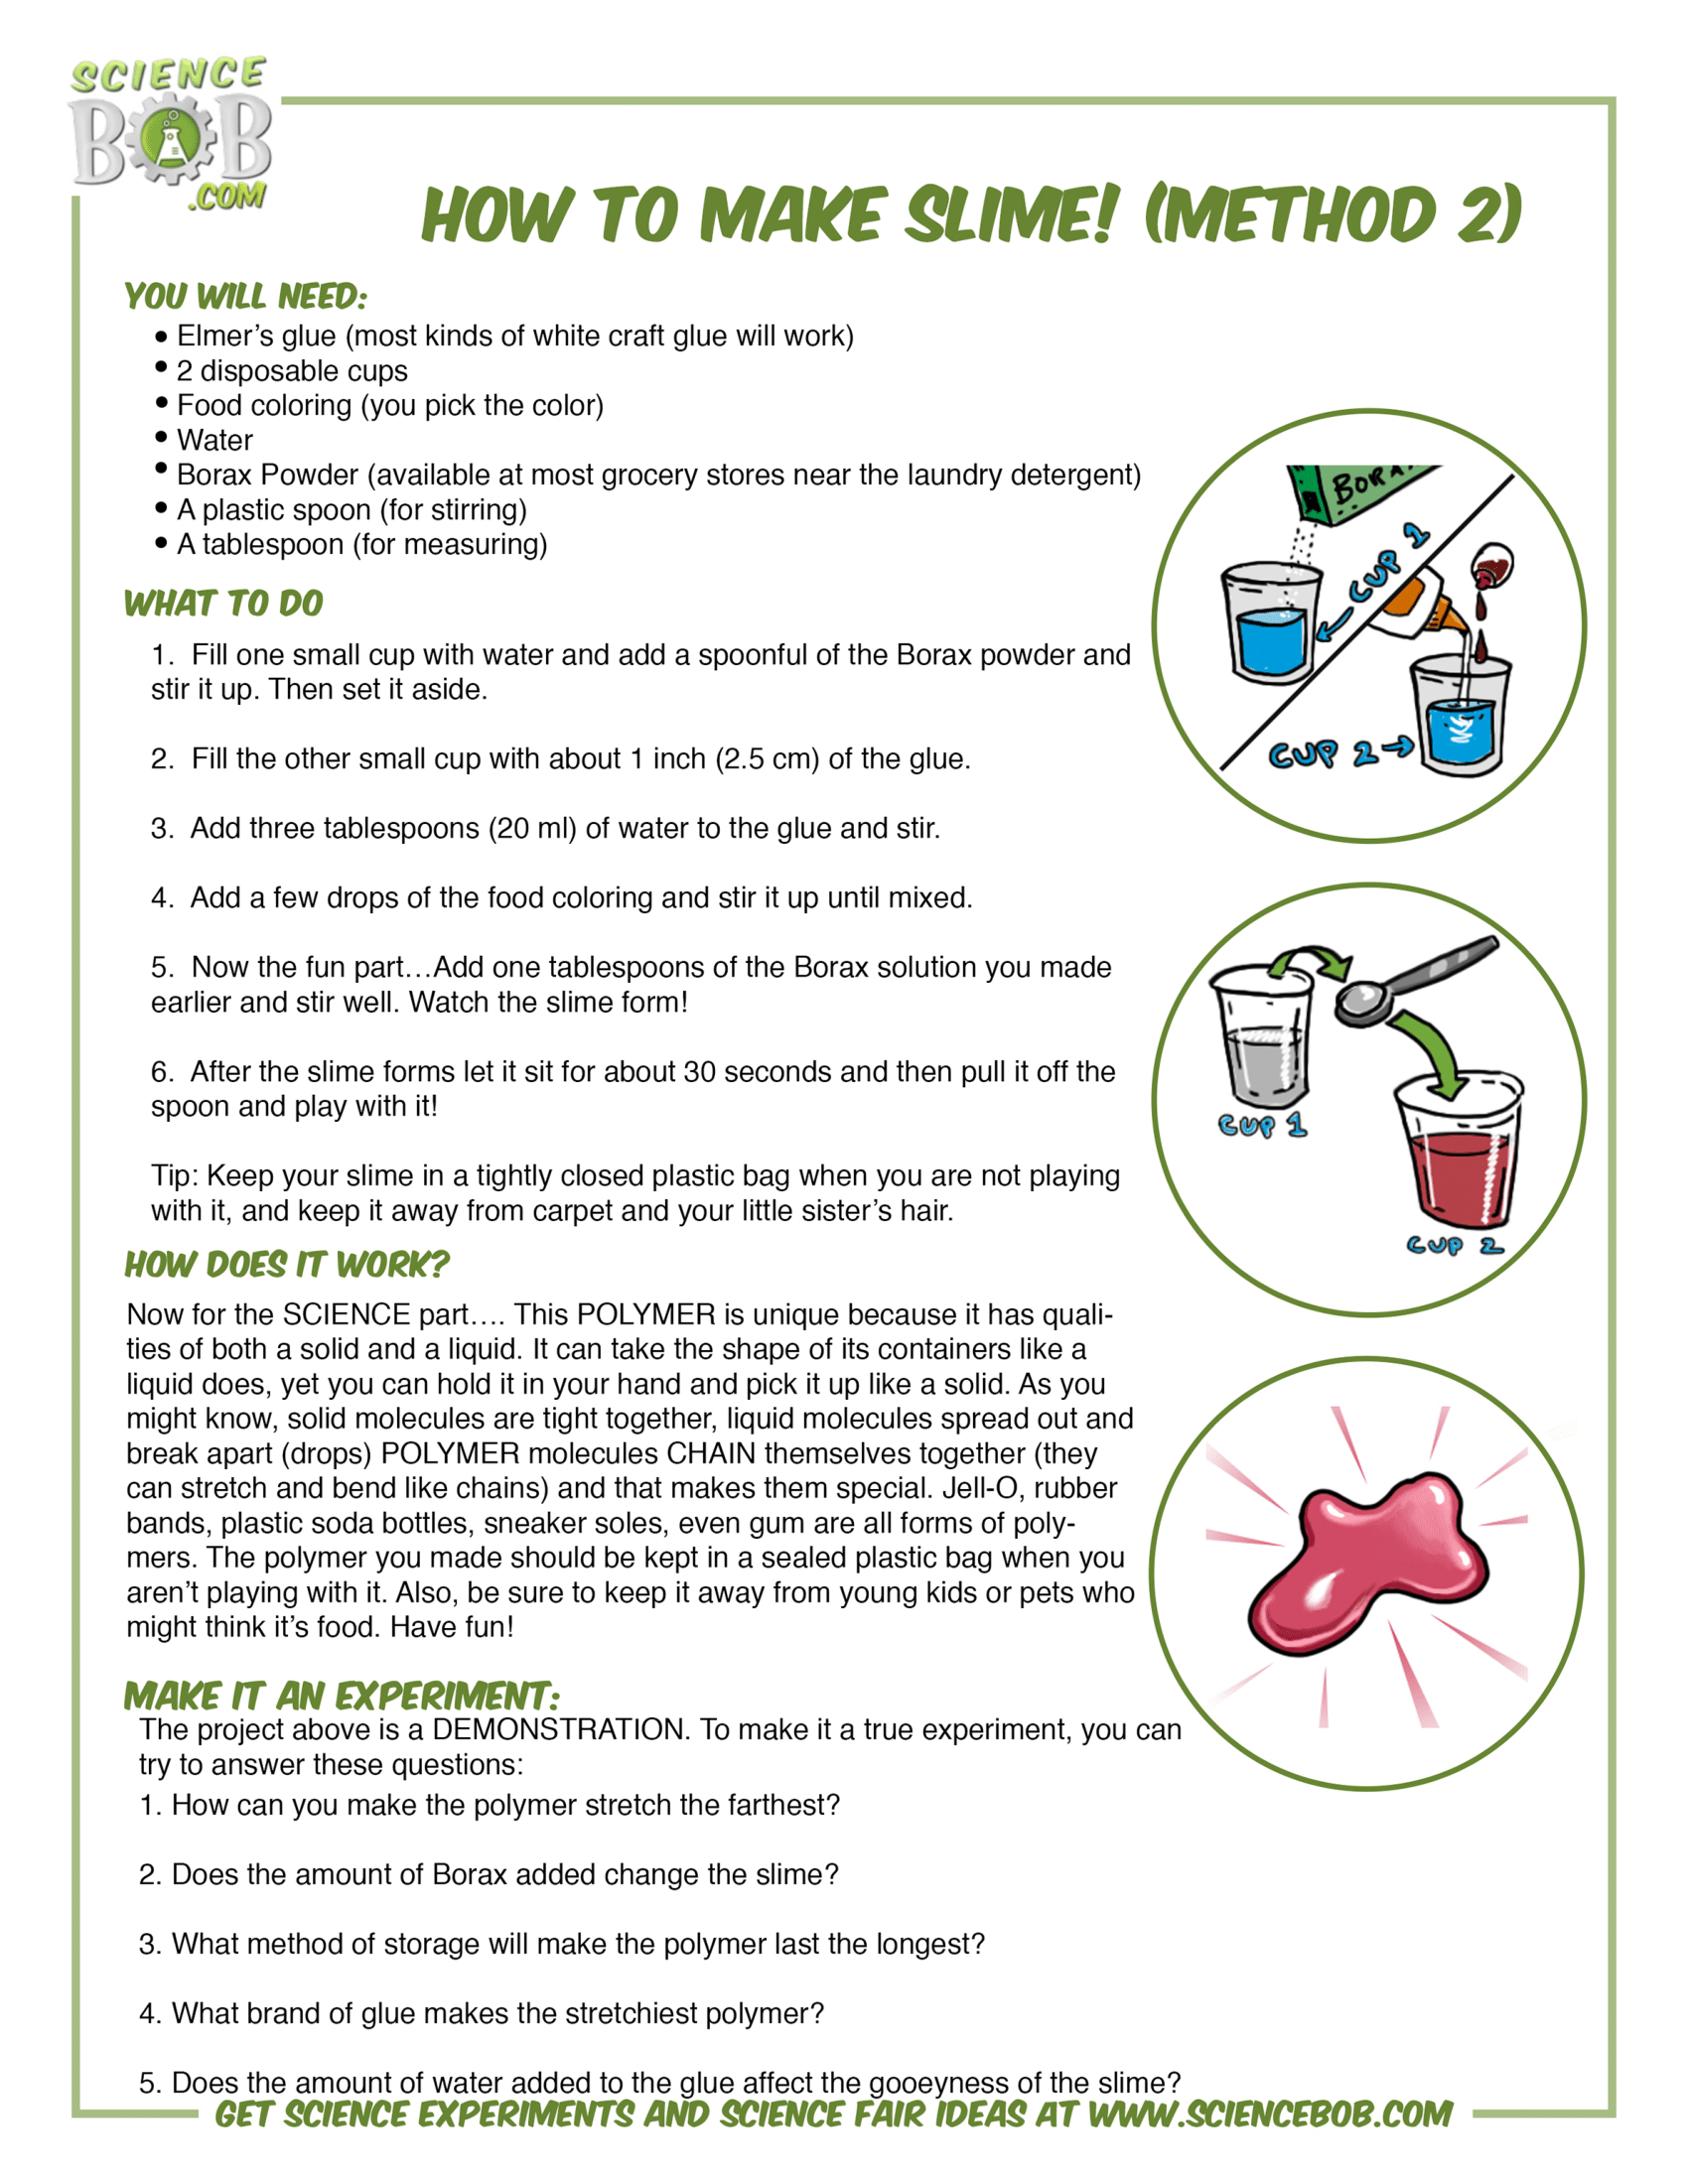 SCIENCE
BOB
.COM
HOW TO MAKE SLIME! (METHOD 2)
YOU WILL NEED:
• Elmer’s glue (most kinds of white craft glue will work)
• 2 disposable cups
• Food coloring (you pick the color)
• Water
• Borax Powder (available at most grocery stores near the laundry detergent)
• A plastic spoon (for stirring)
• A tablespoon (for measuring)
WHAT TO DO
1. Fill one small cup with water and add a spoonful of the Borax powder and
stir it up. Then set it aside.
2. Fill the other small cup with about 1 inch (2.5 cm) of the glue.
3. Add three tablespoons (20 ml) of water to the glue and stir.
4. Add a few drops of the food coloring and stir it up until mixed.
5. Now the fun part…Add one tablespoons of the Borax solution you made
earlier and stir well. Watch the slime form!
6. After the slime forms let it sit for about 30 seconds and then pull it off the
spoon and play with it!
Tip: Keep your slime in a tightly closed plastic bag when you are not playing
with it, and keep it away from carpet and your little sister’s hair.
BORA
CUP 1
CUP 2
CUP 1
CUP 2
HOW DOES IT WORK?
Now for the SCIENCE part…. This POLYMER is unique because it has quali-
ties of both a solid and a liquid. It can take the shape of its containers like a
liquid does, yet you can hold it in your hand and pick it up like a solid. As you
might know, solid molecules are tight together, liquid molecules spread out and
break apart (drops) POLYMER molecules CHAIN themselves together (they
can stretch and bend like chains) and that makes them special. Jell-O, rubber
bands, plastic soda bottles, sneaker soles, even gum are all forms of poly-
mers. The polymer you made should be kept in a sealed plastic bag when you
aren’t playing with it. Also, be sure to keep it away from young kids or pets who
might think it’s food. Have fun!
MAKE IT AN EXPERIMENT:
The project above is a DEMONSTRATION. To make it a true experiment, you can
try to answer these questions:
1. How can you make the polymer stretch the farthest?
2. Does the amount of Borax added change the slime?
3. What method of storage will make the polymer last the longest?
4. What brand of glue makes the stretchiest polymer?
5. Does the amount of water added to the glue affect the gooeyness of the slime?
GET SCIENCE EXPERIMENTS AND SCIENCE FAIR IDEAS AT WWW.SCIENCEBOB.COM